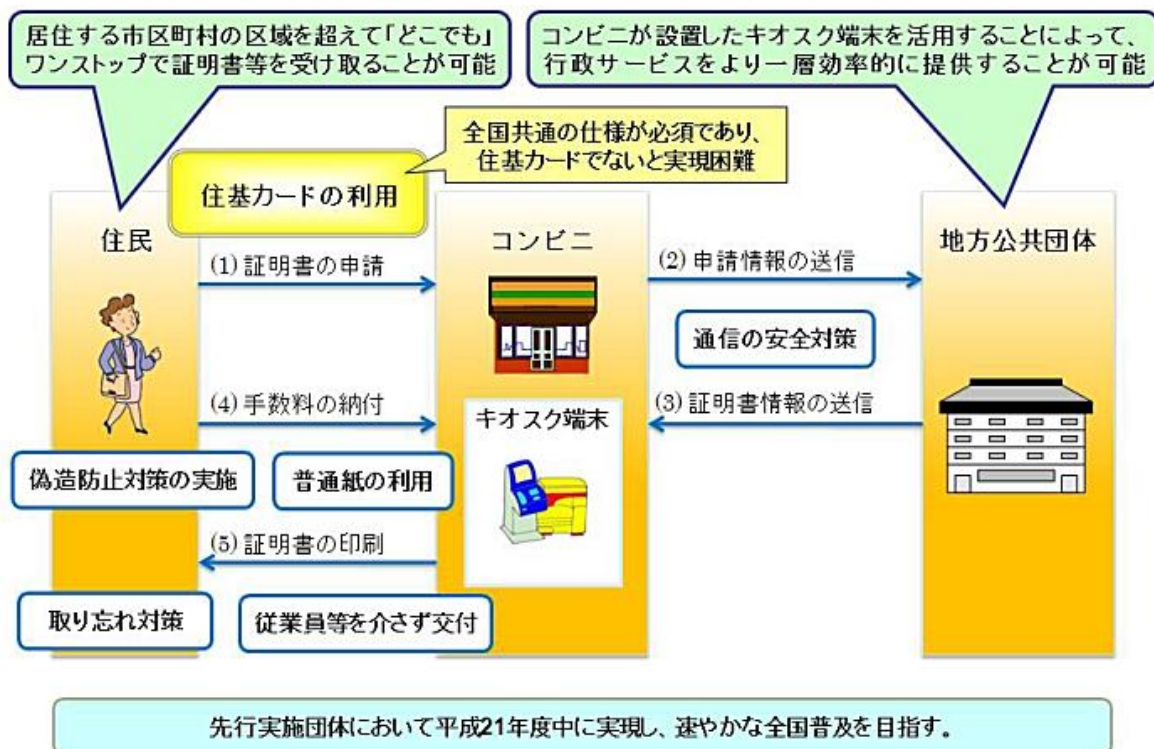 居住する市区町村の区域を超えて「どこでも」
ワンストップで証明書等を受け取ることが可能
コンビニが設置したキオスク端末を活用することによって、
行政サービスをより一層効率的に提供することが可能
全国共通の仕様が必須であり、
住基カードでないと実現困難
住基カードの利用
住民
コンビニ
地方公共団体
(1) 証明書の申請
(2) 申請情報の送信
通信の安全対策
(4) 手数料の納付
キオスク端末
(3) 証明書情報の送信
偽造防止対策の実施
普通紙の利用
(5) 証明書の印刷
取り忘れ対策
従業員等を介さず交付
先行実施団体において平成21年度中に実現し、速やかな全国普及を目指す。